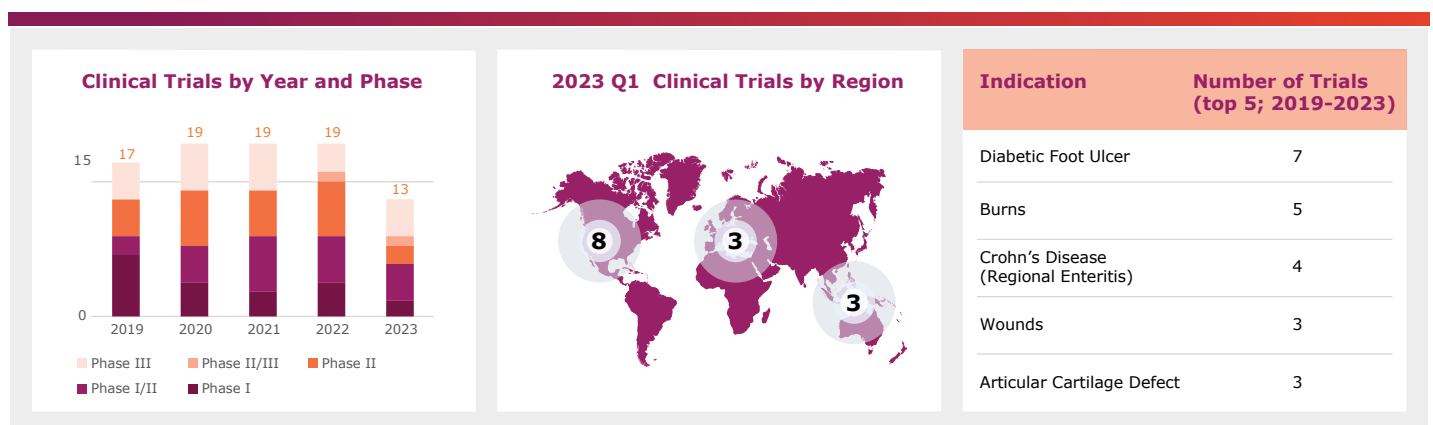 Clinical Trials by Year and Phase
15
0
17
19
19
19
13
2019 2020 2021 2022 2023
Phase III Phase II/III Phase II
Phase I/II Phase I
2023 Q1 Clinical Trials by Region
8
3
3
Indication Number of Trials
(top 5; 2019-2023)
Diabetic Foot Ulcer 7
Burns 5
Crohn’s Disease
(Regional Enteritis) 4
Wounds 3
Articular Cartilage Defect 3